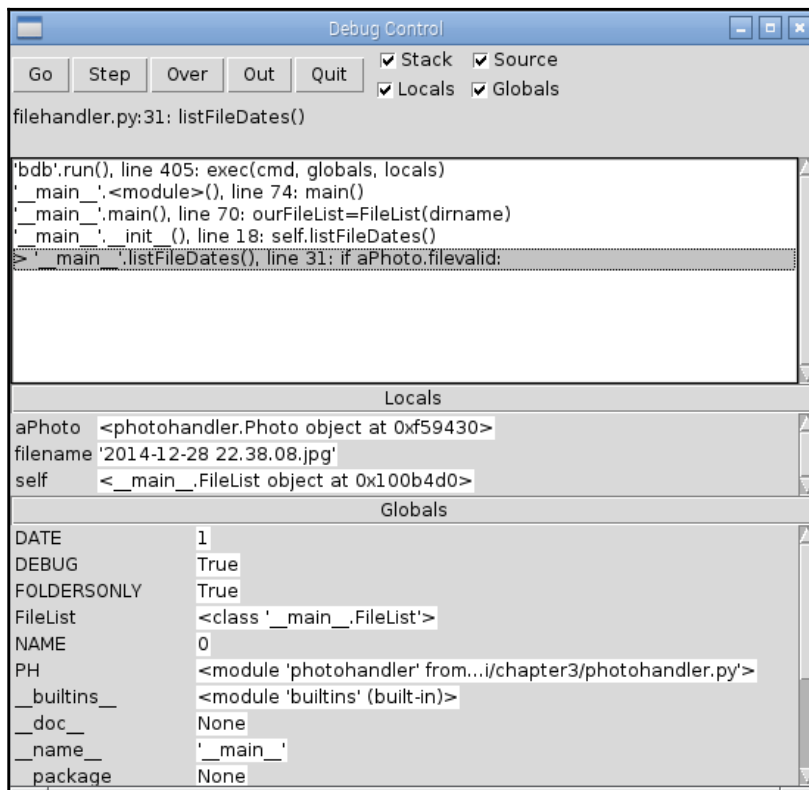 Debug Control
Go Step Over Out Quit Stack Source
Locals Globals
filehandler.py:31: listFileDates()
'bdb'.run(), line 405: exec(cmd, globals, locals)
'__main__'.<module>(), line 74: main()
'__main__'.main(), line 70: ourFileList=FileList(dirname)
'__main__'.__init__(), line 18: self.listFileDates()
> '__main__'.listFileDates(), line 31: if aPhoto.filevalid:
Locals
aPhoto <photohandler.Photo object at 0xf59430>
filename '2014-12-28 22.38.08.jpg'
self <__main__.FileList object at 0x100b4d0>
Globals
DATE 1
DEBUG True
FOLDERSONLY True
FileList <class '__main__.FileList'>
NAME 0
PH <module 'photohandler' from...i/chapter3/photohandler.py'>
__builtins__ <module 'builtins' (built-in)>
__doc__ None
__name__ '__main__'
__package None